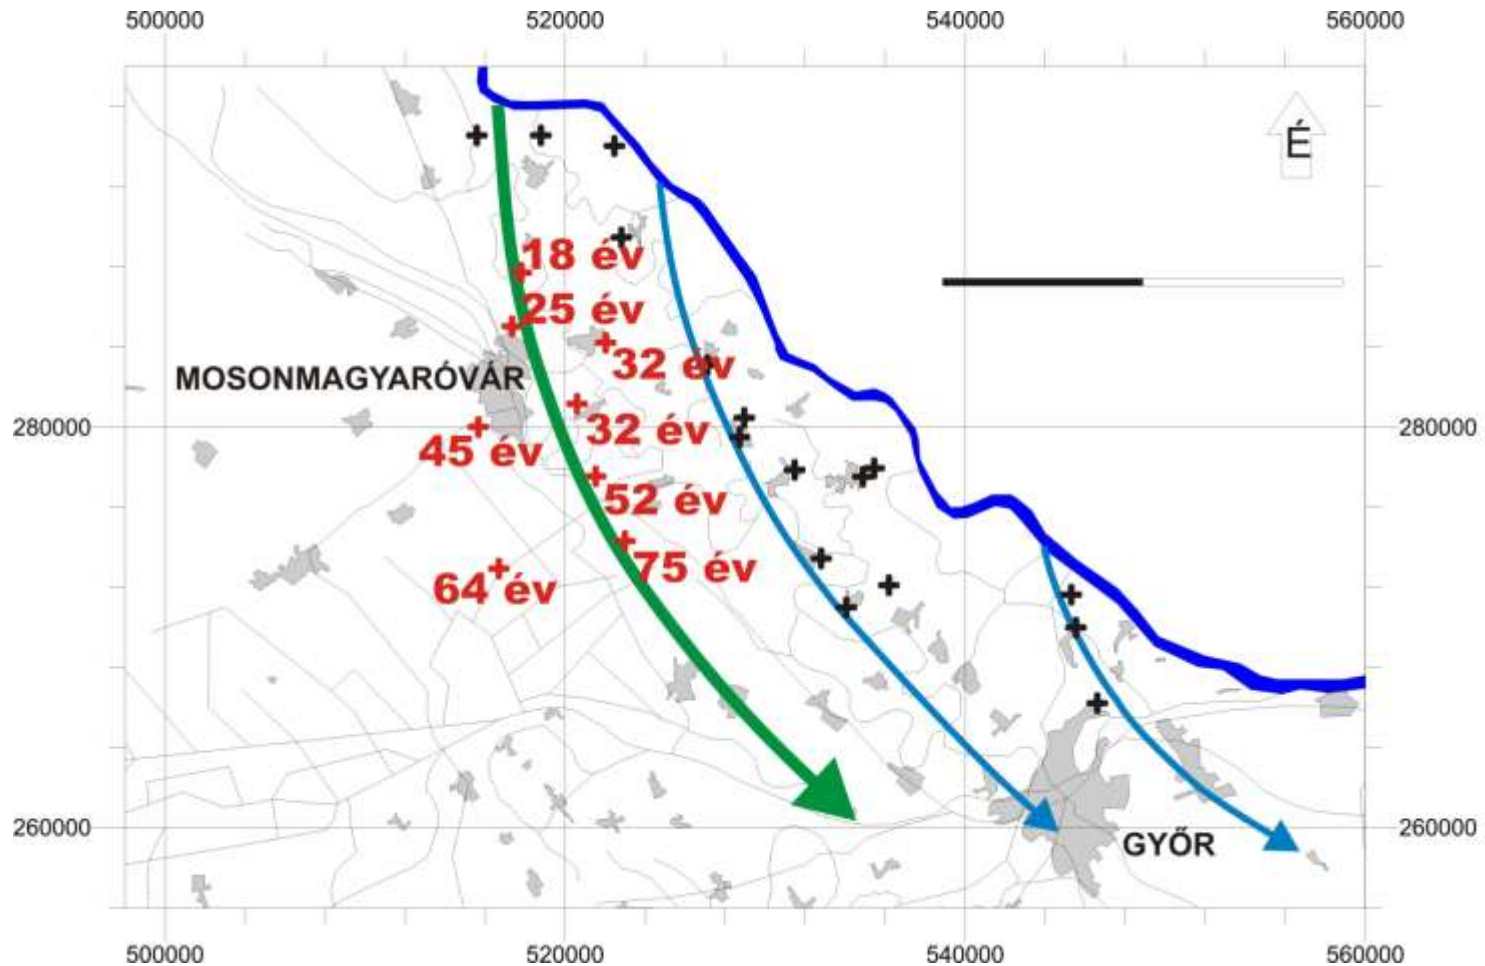 500000 520000 540000 560000
É
18 év
25 év
32 év
MOSONMAGYARÓVÁR
280000 280000
32 év
45 év
52 év
75 év
64 év
260000 260000
GYŐR
500000 520000 540000 560000